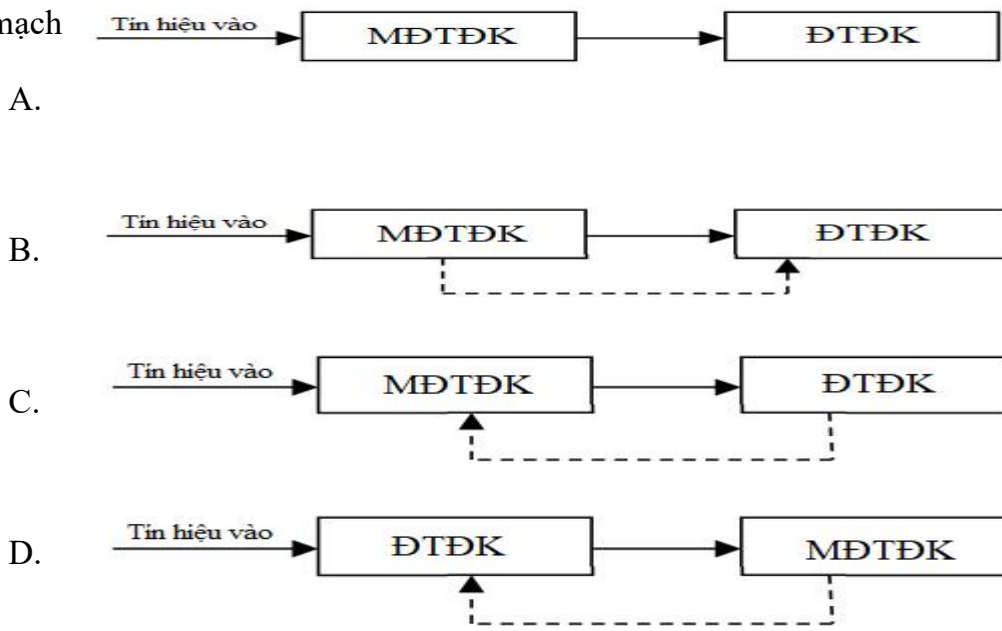 mạch
Tín hiệu vào MĐTĐK ĐTĐK
A.
Tín hiệu vào MĐTĐK ĐTĐK
B.
Tín hiệu vào MĐTĐK ĐTĐK
C.
Tín hiệu vào ĐTĐK MĐTĐK
D.